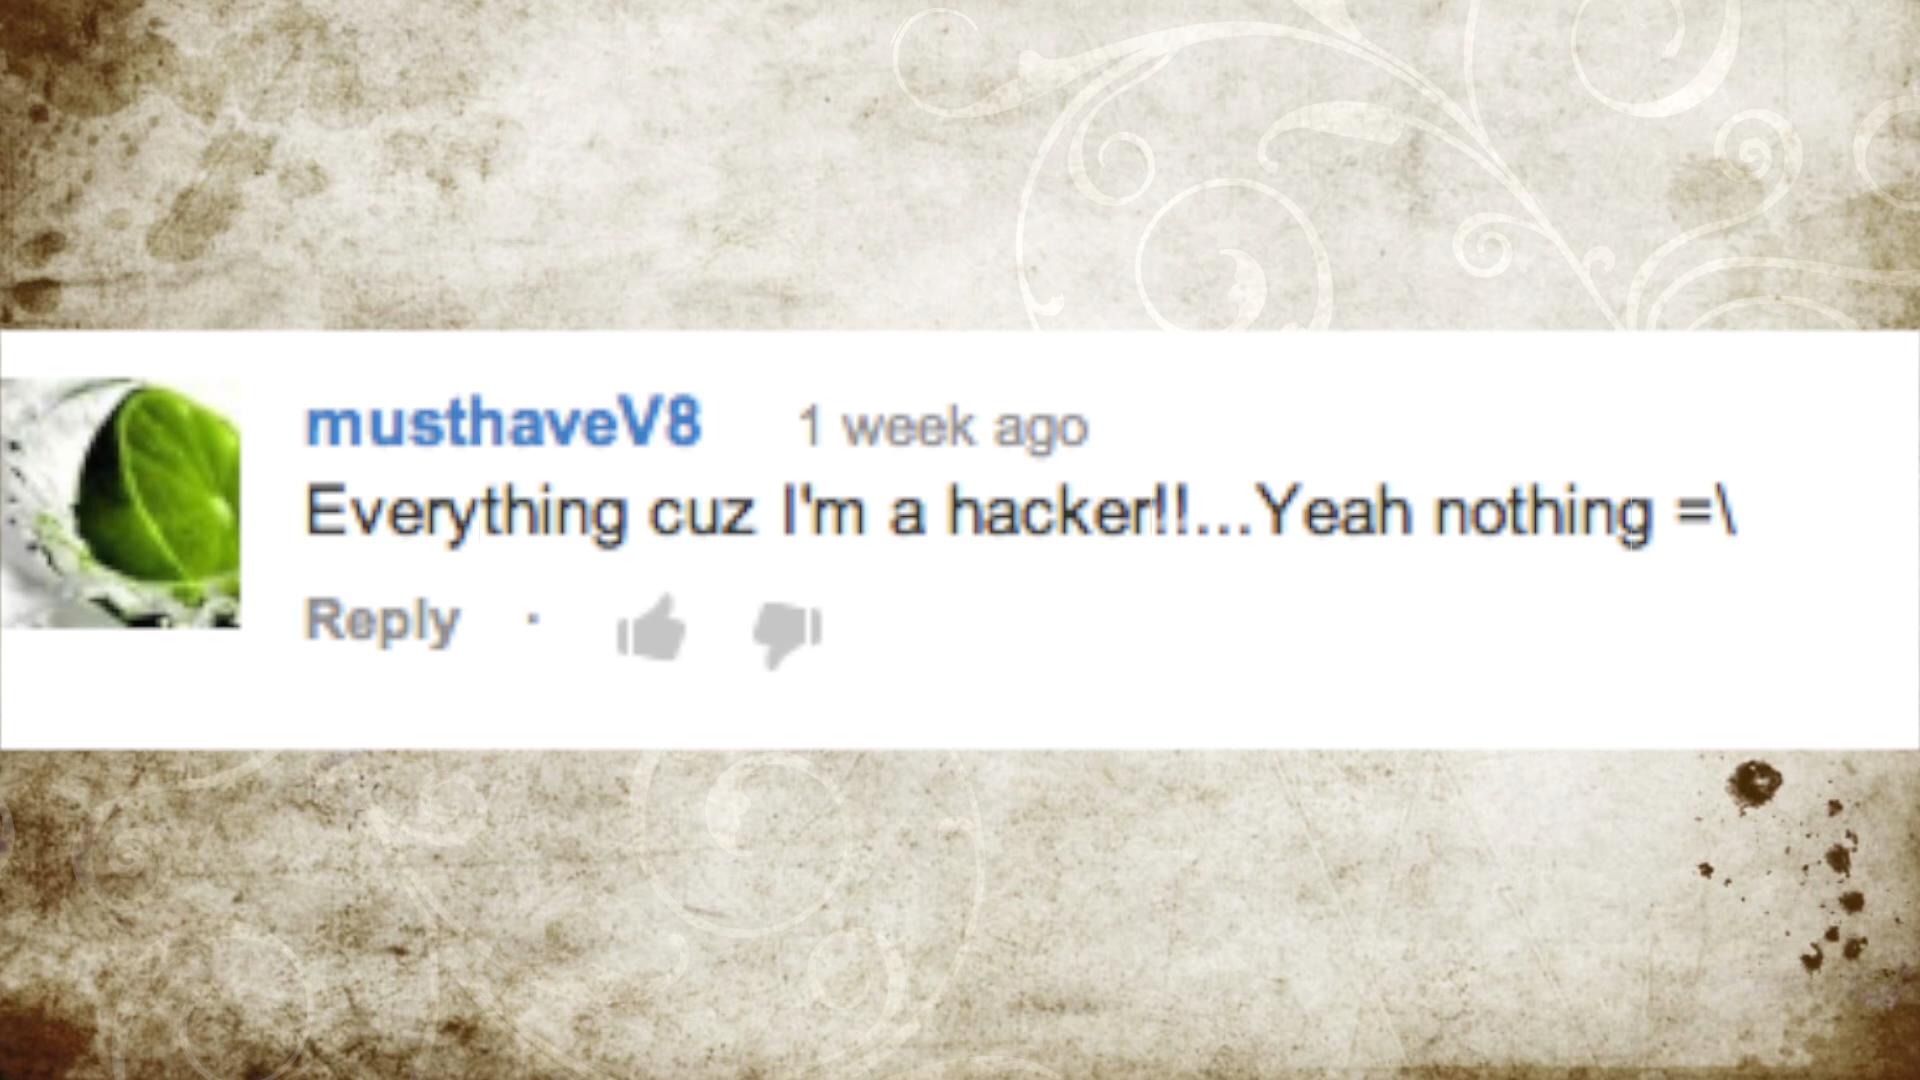 musthaveV8 1 week ago
Everything cuz I'm a hacker!!...Yeah nothing =\
Reply ·